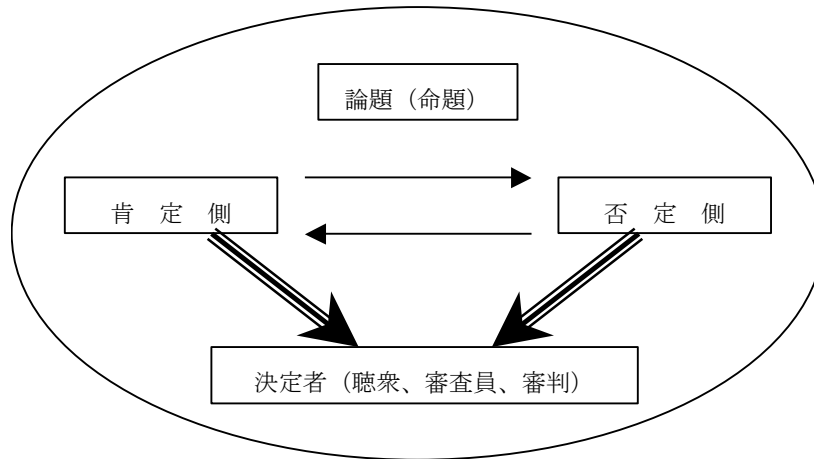 論題（命題）
肯　定　側
否　定　側
決定者（聴衆、審査員、審判）